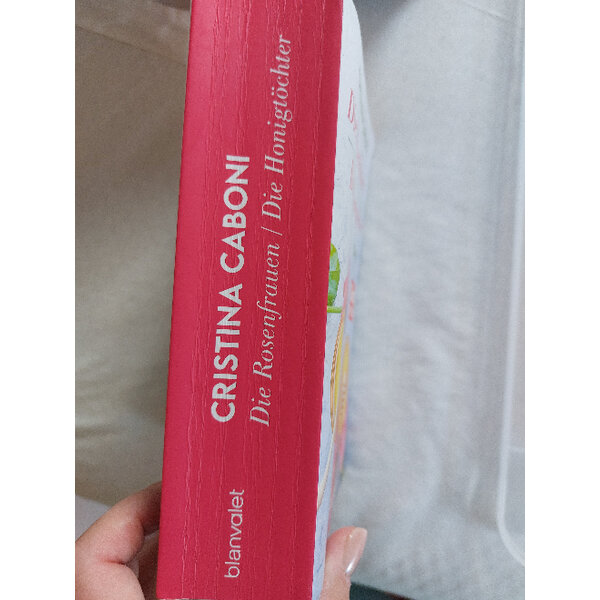 CRISTINA CABONI
Die Rosenfrauen / Die Honigtöchter
blanvalet